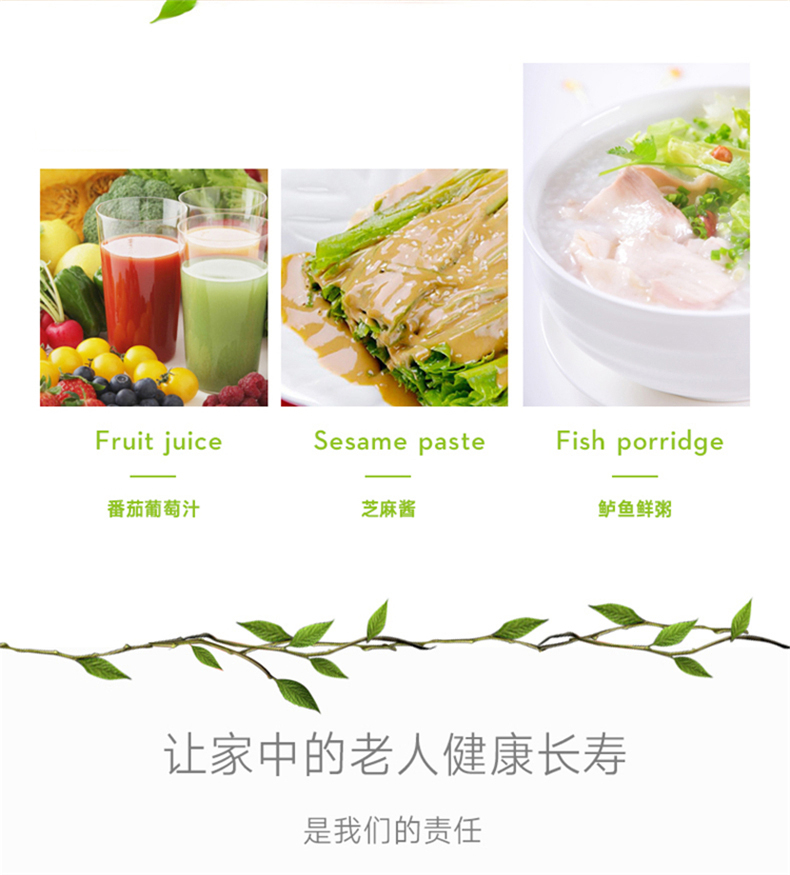 Fruit juice
Sesame paste
Fish porridge
番茄葡萄汁
芝麻酱
鲈鱼鲜粥
让家中的老人健康长寿
是我们的责任